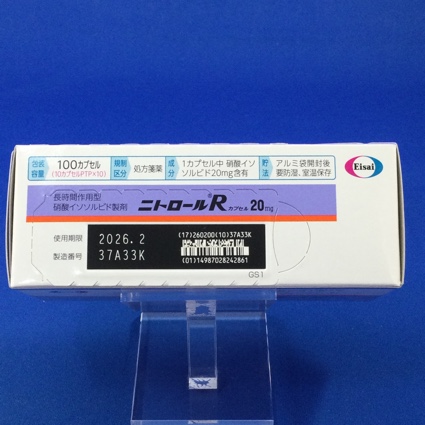 包装容量 100カプセル (10カプセルPTP×10)
規制区分 処方箋薬
成分 1カプセル中 硝酸イソソルビド20mg含有
貯法 アルミ袋開封後要防湿、室温保存
Eisai
長時間作用型
硝酸イソソルビド製剤
ニトロール®Rカプセル 20mg
使用期限 2026.2
製造番号 37A33K
(17)260200(10)37A33K
(01)14987028242861
GS1